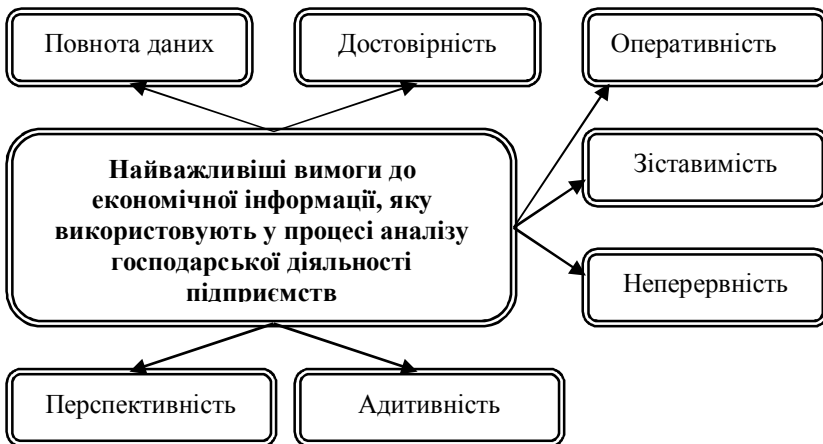 Повнота даних
Достовірність
Оперативність
Найважливіші вимоги до
економічної інформації, яку
використовують у процесі аналізу
господарської діяльності
підприємств
Зіставимість
Неперервність
Перспективність
Адитивність